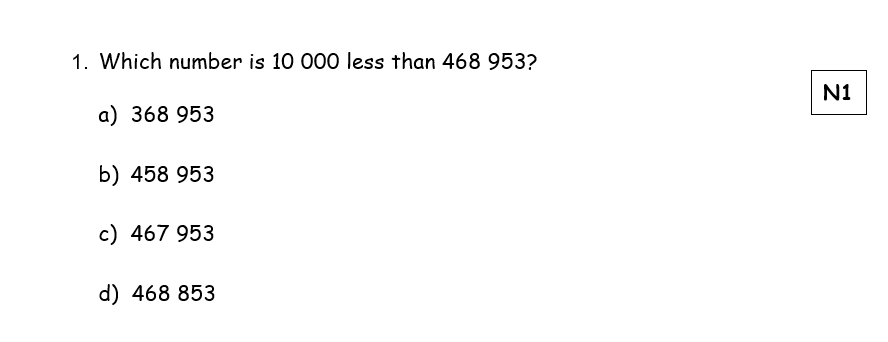 1. Which number is 10 000 less than 468 953?
N1
a) 368 953
b) 458 953
c) 467 953
d) 468 853